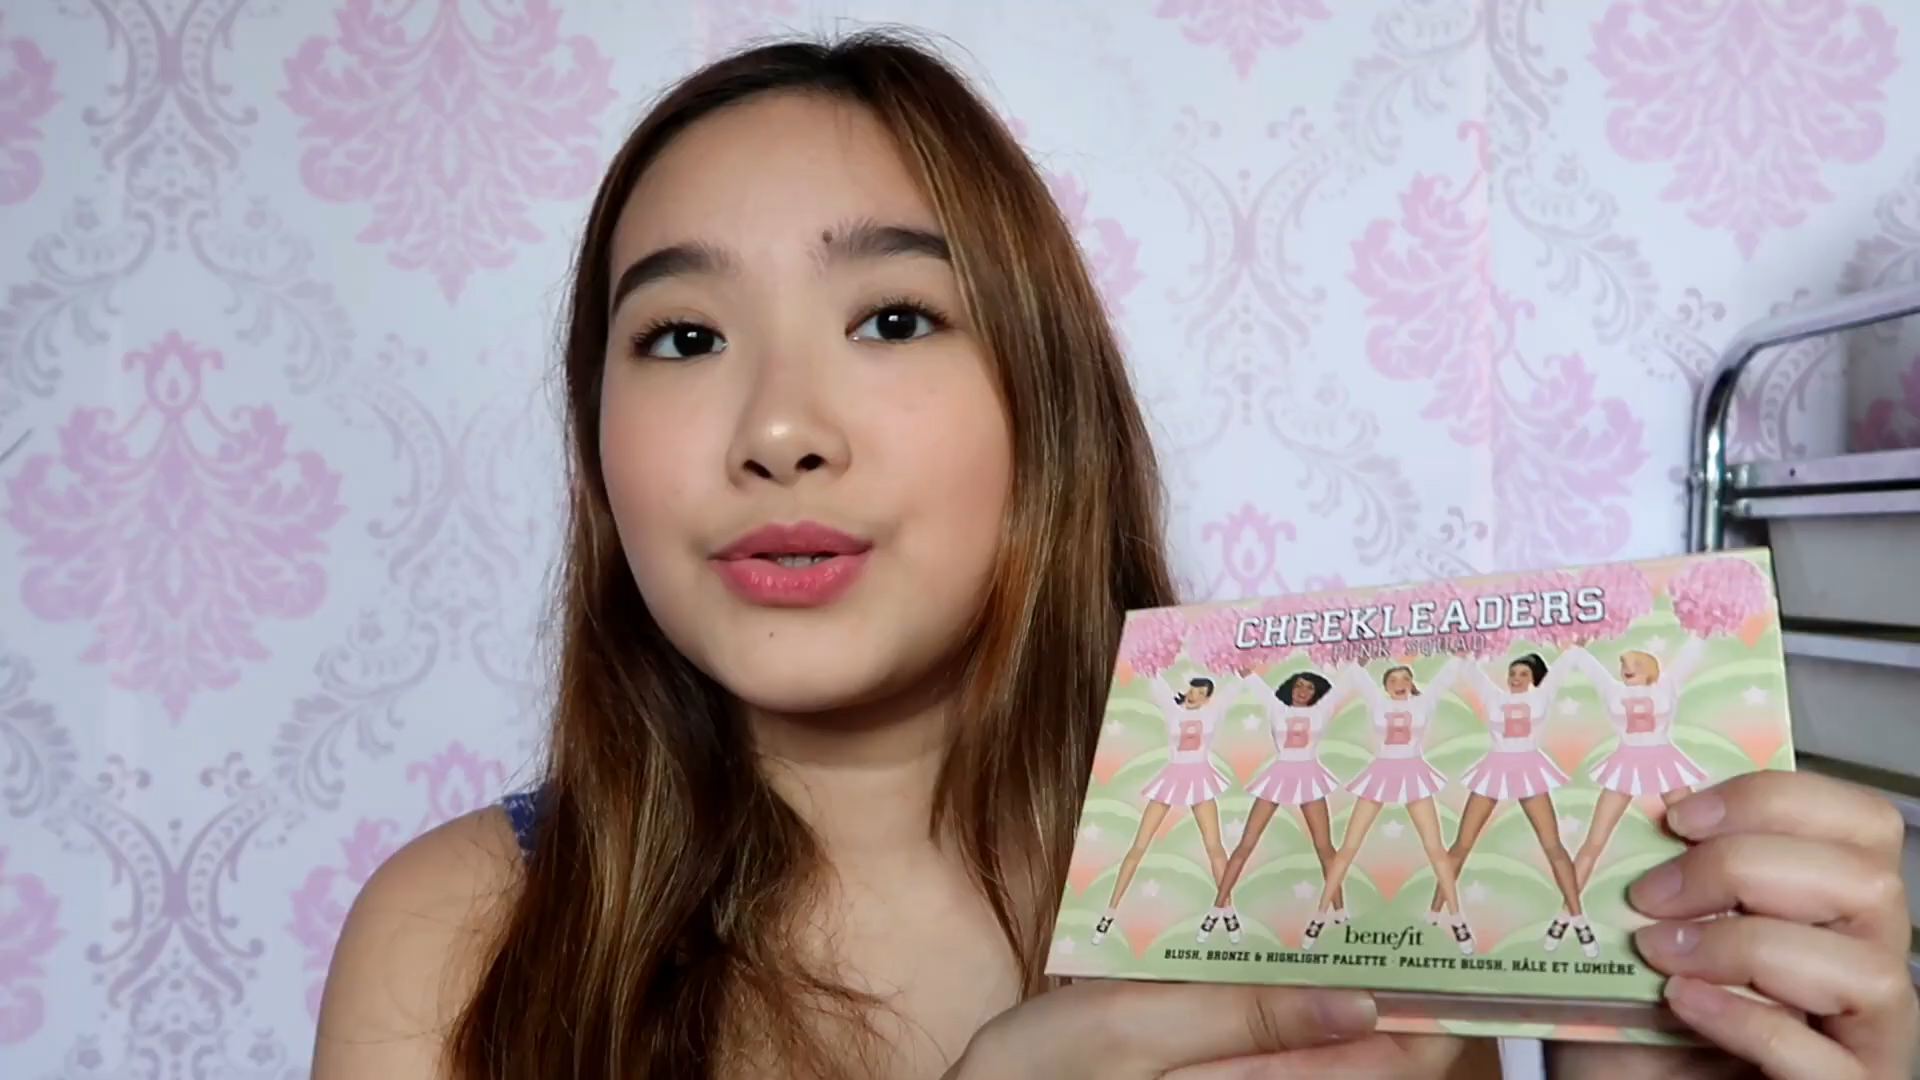 CHEEKLEADERS
PINK SQUAD
B B B B B
benefit
BLUSH, BRONZE & HIGHLIGHT PALETTE · PALETTE BLUSH, HÂLE ET LUMIÈRE